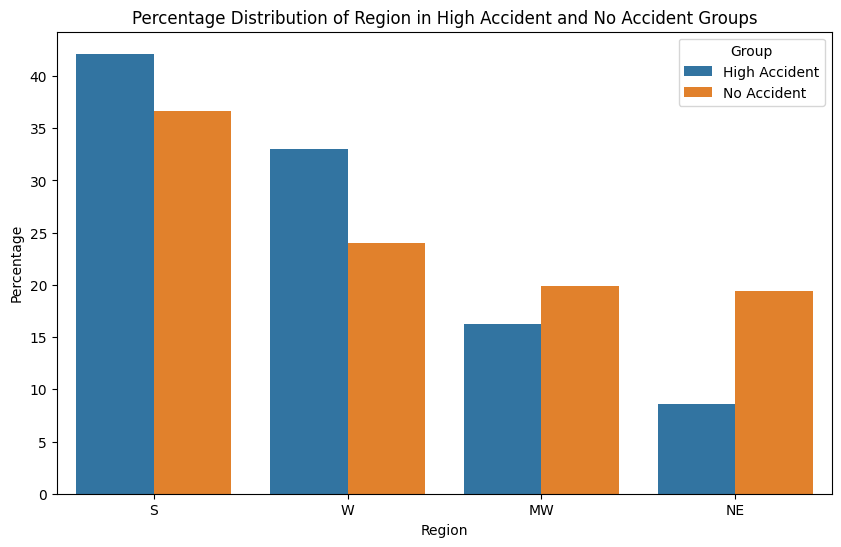 Percentage Distribution of Region in High Accident and No Accident Groups
Group
High Accident
No Accident
Percentage
40
35
30
25
20
15
10
5
0
S W MW NE
Region